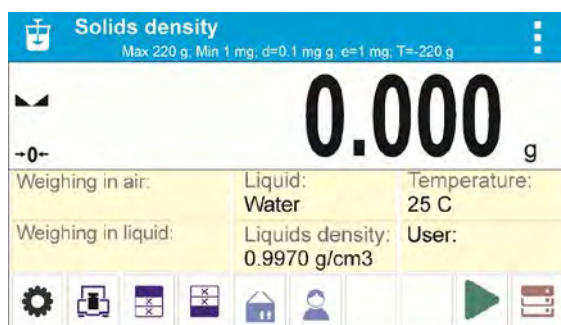 Solids density
Max 220 g; Min 1 mg; d=0.1 mg g; e=1 mg; T=-220 g
0.000 g
→0←
Weighing in air:
Liquid:
Water
Temperature:
25 C
Weighing in liquid:
Liquids density:
0.9970 g/cm3
User: